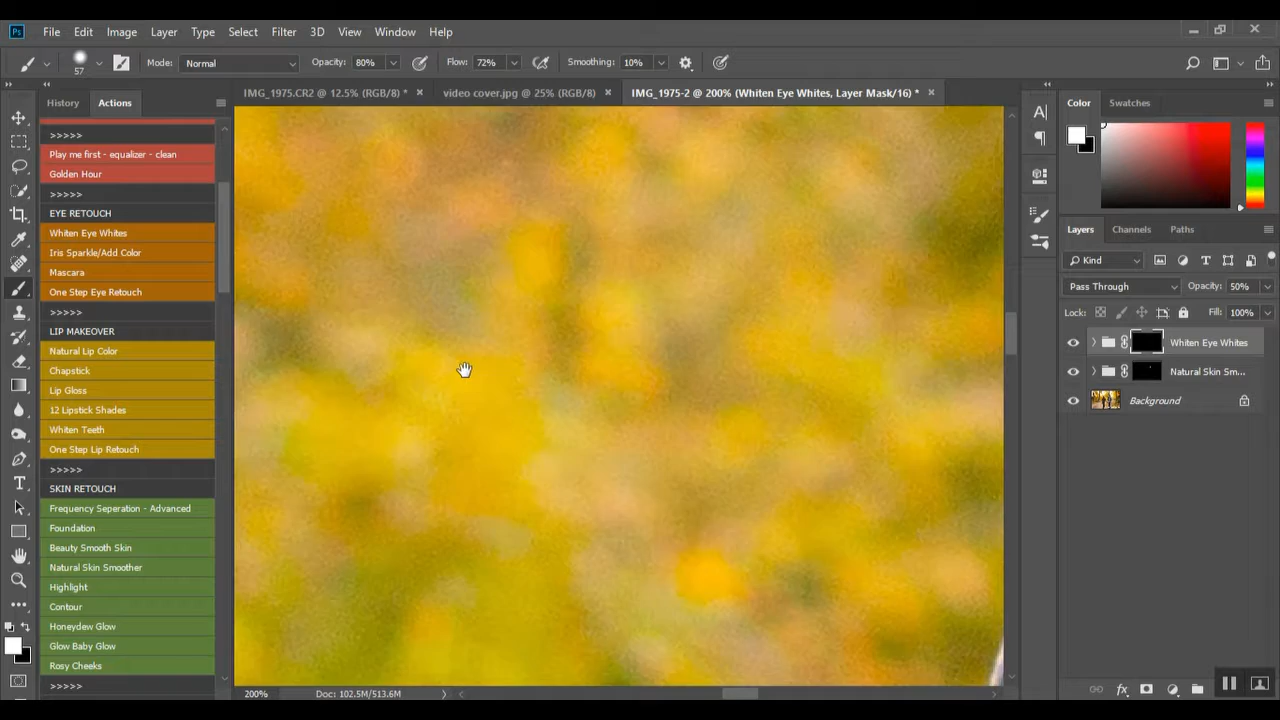 Ps File Edit Image Layer Type Select Filter 3D View Window Help
57 Mode: Normal Opacity: 80% Flow: 72% Smoothing: 10%
History Actions
IMG_1975.CR2 @ 12.5% (RGB/8) * × video cover.jpg @ 25% (RGB/8) × IMG_1975-2 @ 200% (Whiten Eye Whites, Layer Mask/16) * ×
>>>>>
Play me first - equalizer - clean
Golden Hour
>>>>>
EYE RETOUCH
Whiten Eye Whites
Iris Sparkle/Add Color
Mascara
One Step Eye Retouch
>>>>>
LIP MAKEOVER
Natural Lip Color
Chapstick
Lip Gloss
12 Lipstick Shades
Whiten Teeth
One Step Lip Retouch
>>>>>
SKIN RETOUCH
Frequency Seperation - Advanced
Foundation
Beauty Smooth Skin
Natural Skin Smoother
Highlight
Contour
Honeydew Glow
Glow Baby Glow
Rosy Cheeks
>>>>>
200% Doc: 102.5M/513.6M
Color Swatches
Layers Channels Paths
Kind
Pass Through Opacity: 50%
Lock: Fill: 100%
Whiten Eye Whites
Natural Skin Sm...
Background
fx